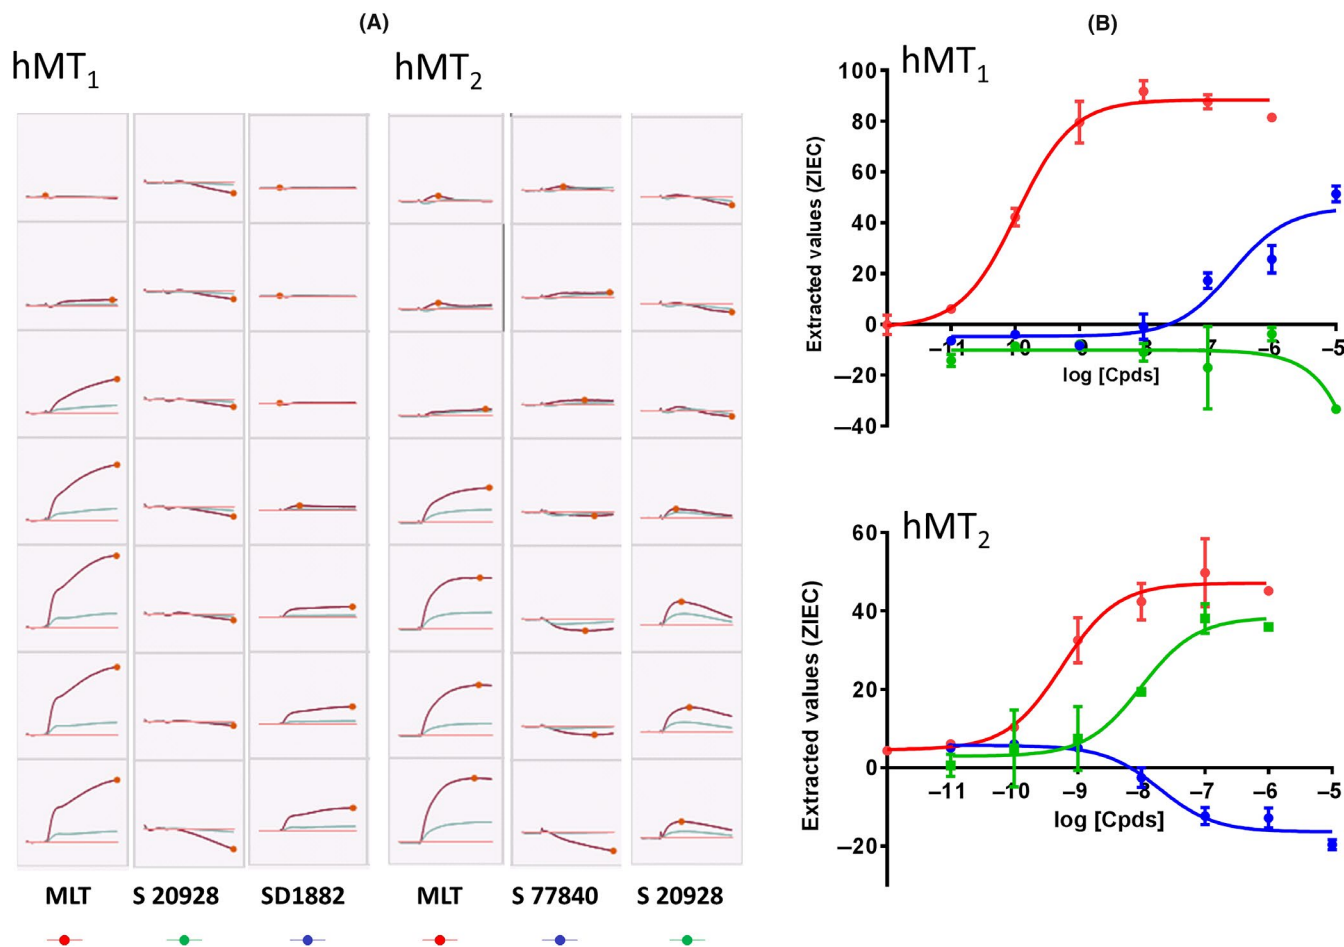 (A)
hMT1
hMT2
MLT
S 20928
SD1882
MLT
S 77840
S 20928
(B)
hMT1
Extracted values (ZIEC)
100
80
60
40
20
0
−20
−40
−11
−10
−9
−8
−7
−6
−5
log [Cpds]
hMT2
Extracted values (ZIEC)
60
40
20
0
−20
−11
−10
−9
−8
−7
−6
−5
log [Cpds]